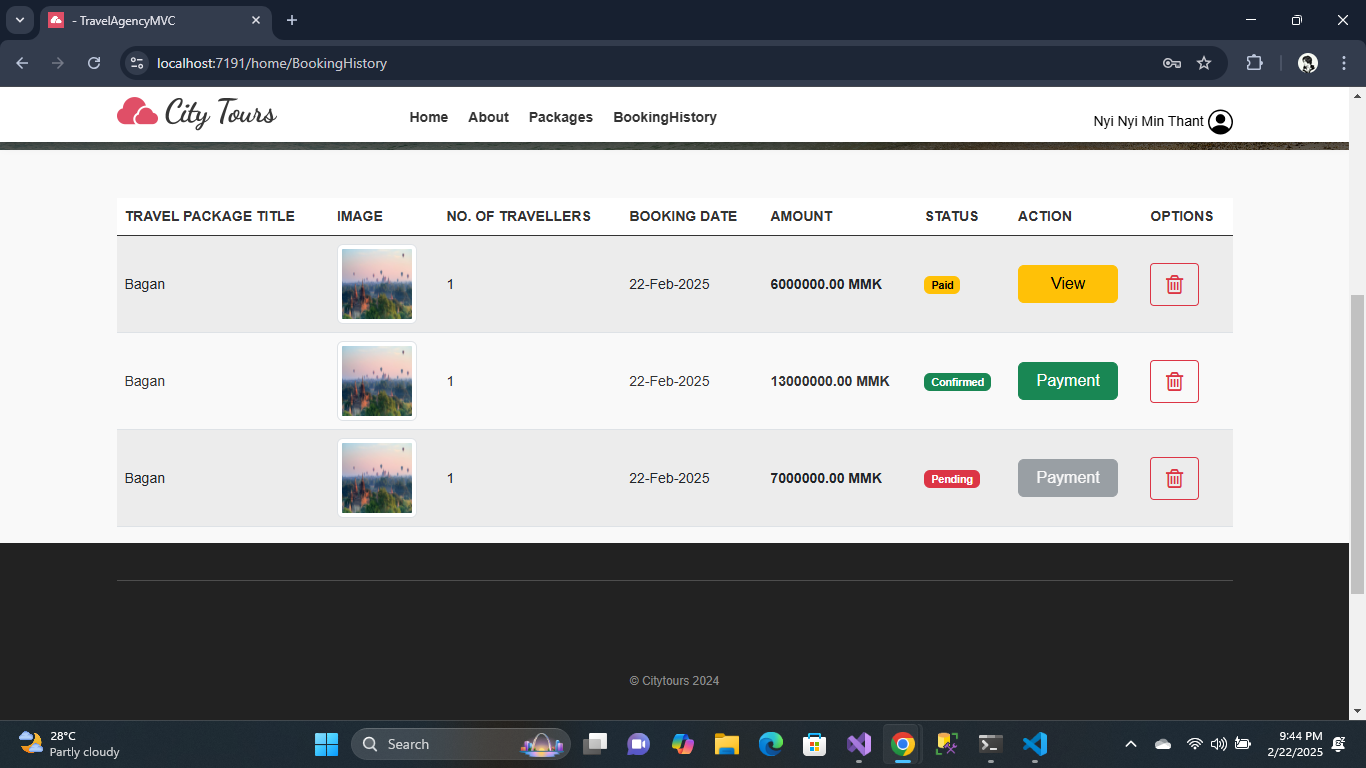 - TravelAgencyMVC
localhost:7191/home/BookingHistory
City Tours
Home About Packages BookingHistory
Nyi Nyi Min Thant
TRAVEL PACKAGE TITLE IMAGE NO. OF TRAVELLERS BOOKING DATE AMOUNT STATUS ACTION OPTIONS
Bagan 1 22-Feb-2025 6000000.00 MMK Paid View
Bagan 1 22-Feb-2025 13000000.00 MMK Confirmed Payment
Bagan 1 22-Feb-2025 7000000.00 MMK Pending Payment
© Citytours 2024
28°C
Partly cloudy
Search
9:44 PM
2/22/2025